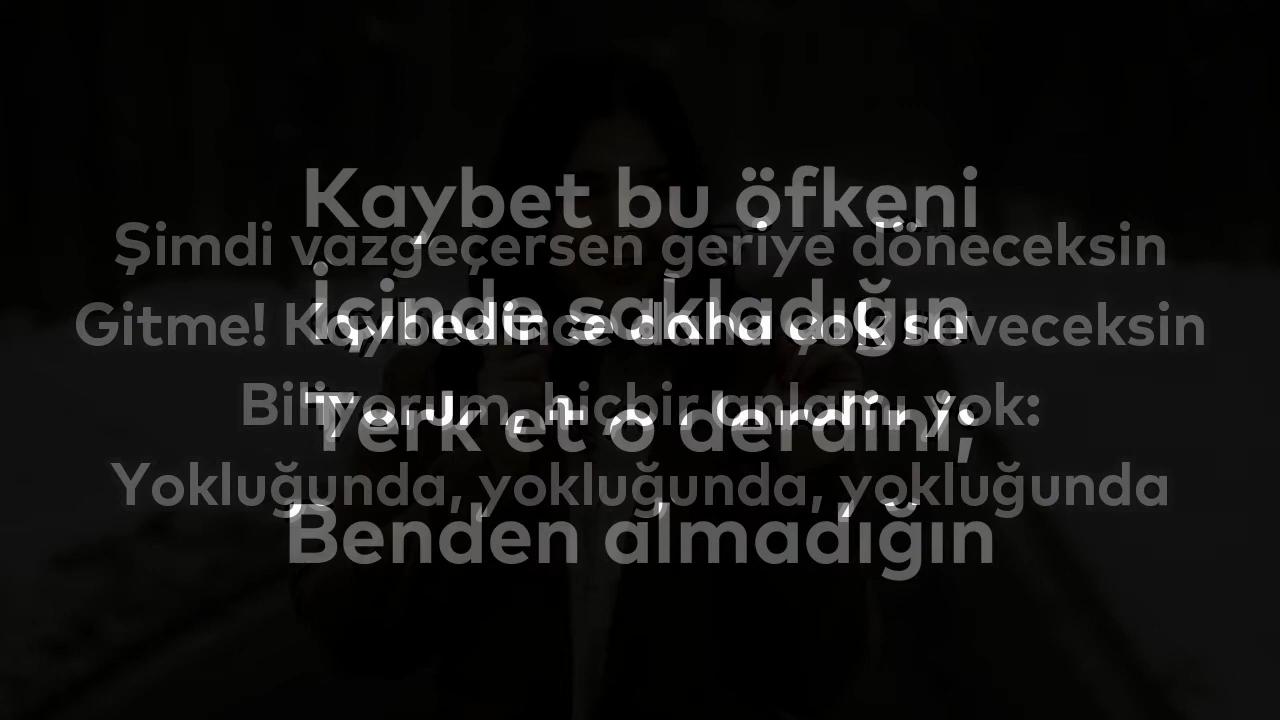 Kaybet bu öfkeni
Şimdi vazgeçersen geriye döneceksin
İçinde sakladığın
Gitme! Kaybedince daha çok seveceksin
Terk et o derdini;
Biliyorum, hiçbir anlamı yok:
Yokluğunda, yokluğunda, yokluğunda
Benden almadığın